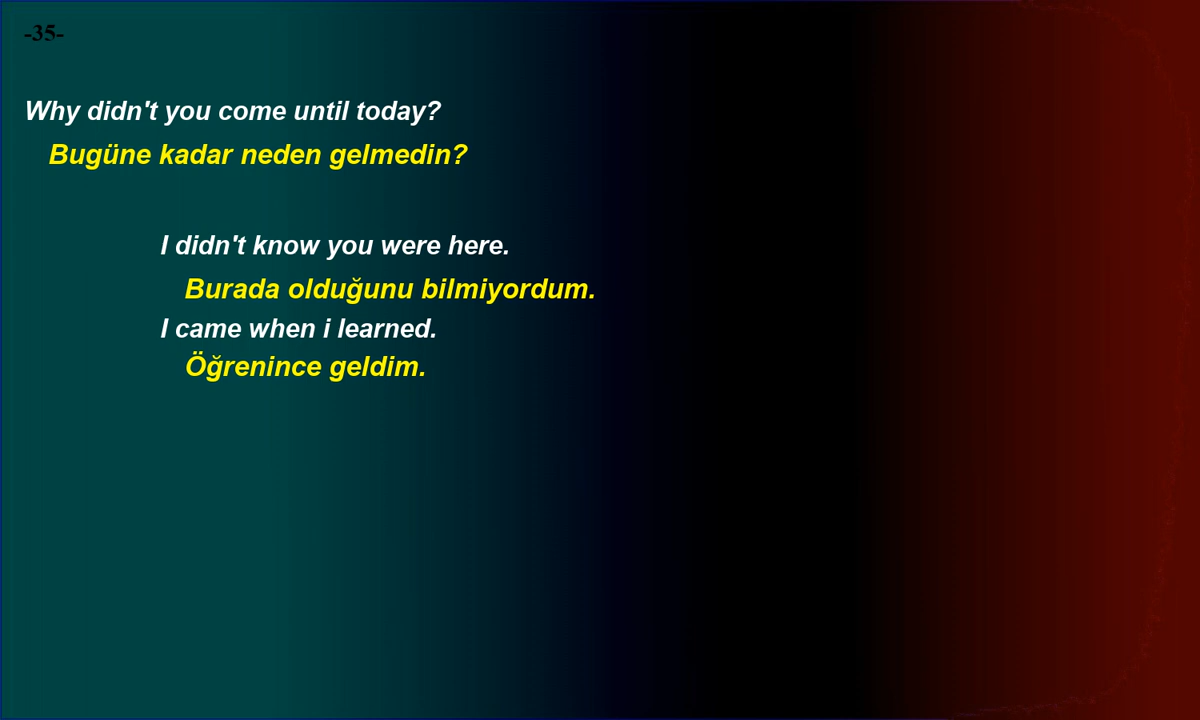 -35-
Why didn't you come until today?
Bugüne kadar neden gelmedin?
I didn't know you were here.
Burada olduğunu bilmiyordum.
I came when i learned.
Öğrenince geldim.